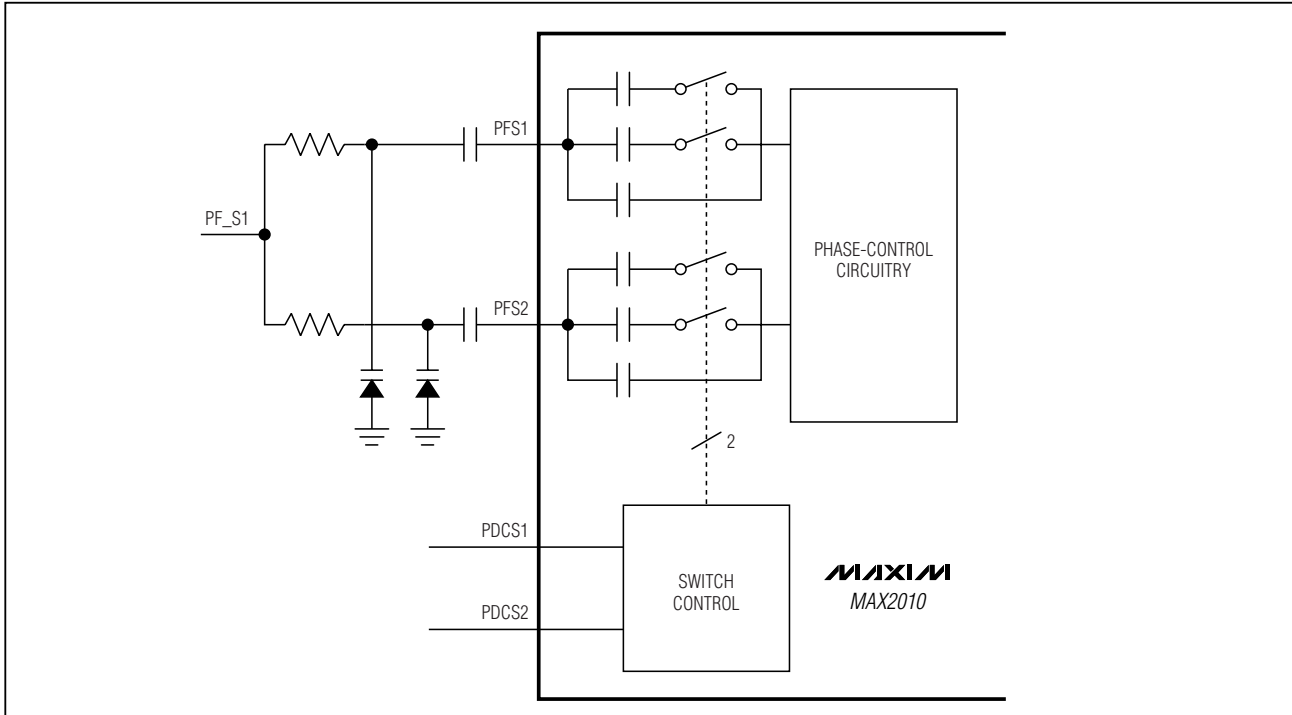 PFS1
PF_S1
PHASE-CONTROL
CIRCUITRY
PFS2
2
PDCS1
SWITCH
CONTROL
PDCS2
MAXIM
MAX2010